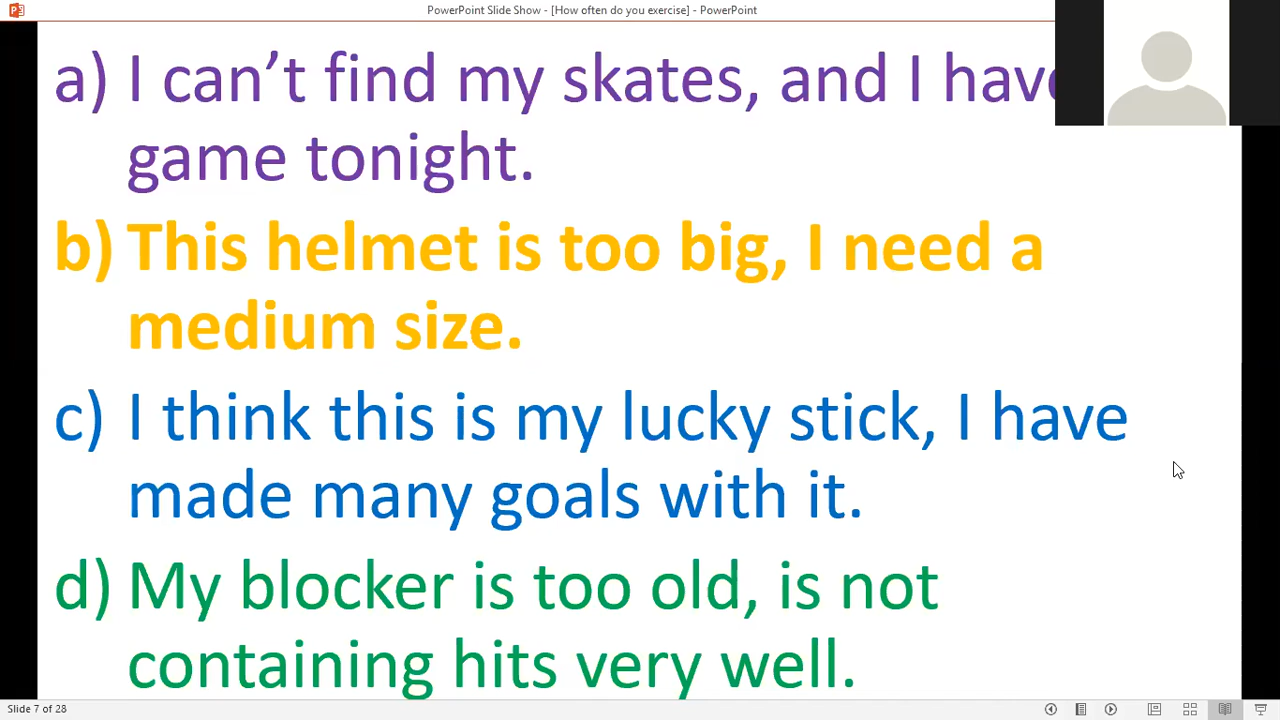 PowerPoint Slide Show - [How often do you exercise] - PowerPoint
a) I can’t find my skates, and I have
game tonight.
b) This helmet is too big, I need a
medium size.
c) I think this is my lucky stick, I have
made many goals with it.
d) My blocker is too old, is not
containing hits very well.
Slide 7 of 28